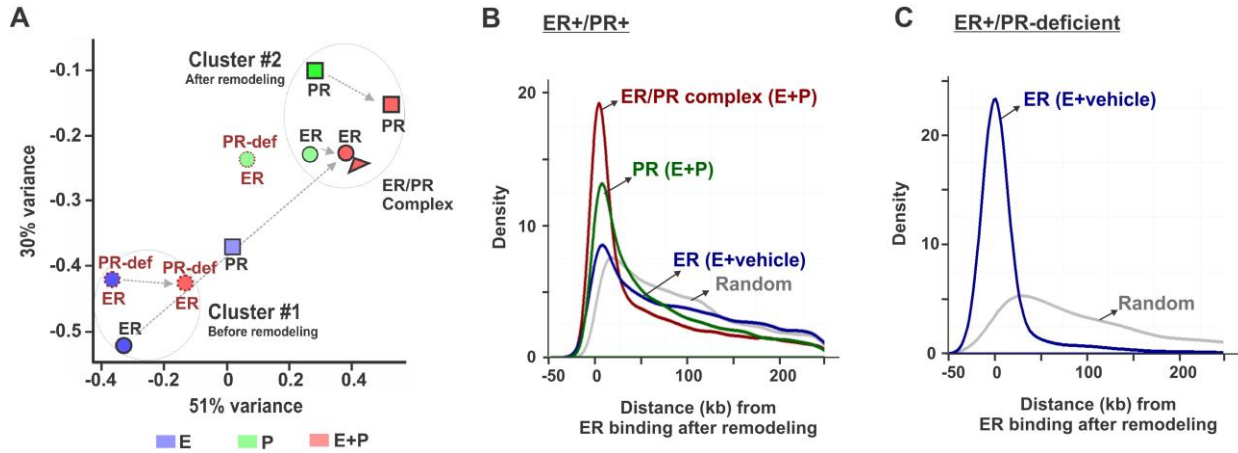 A
Cluster #2
After remodeling
PR
PR
PR-def
ER
ER
ER
ER/PR
Complex
PR
PR-def
ER
PR-def
ER
ER
Cluster #1
Before remodeling
30% variance
-0.1
-0.2
-0.3
-0.4
-0.5
-0.4
-0.2
0
0.2
0.4
51% variance
E
P
E+P
B
ER+/PR+
Density
20
10
0
ER/PR complex (E+P)
PR (E+P)
ER (E+vehicle)
Random
-50
0
100
200
Distance (kb) from
ER binding after remodeling
C
ER+/PR-deficient
Density
20
10
0
ER (E+vehicle)
Random
-50
0
100
200
Distance (kb) from
ER binding after remodeling